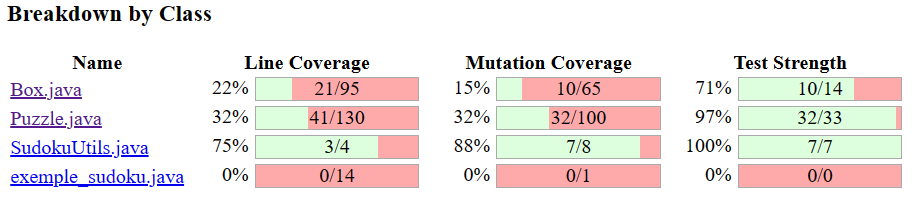 Breakdown by Class
Name Line Coverage Mutation Coverage Test Strength
Box.java 22% 21/95 15% 10/65 71% 10/14
Puzzle.java 32% 41/130 32% 32/100 97% 32/33
SudokuUtils.java 75% 3/4 88% 7/8 100% 7/7
exemple_sudoku.java 0% 0/14 0% 0/1 0% 0/0